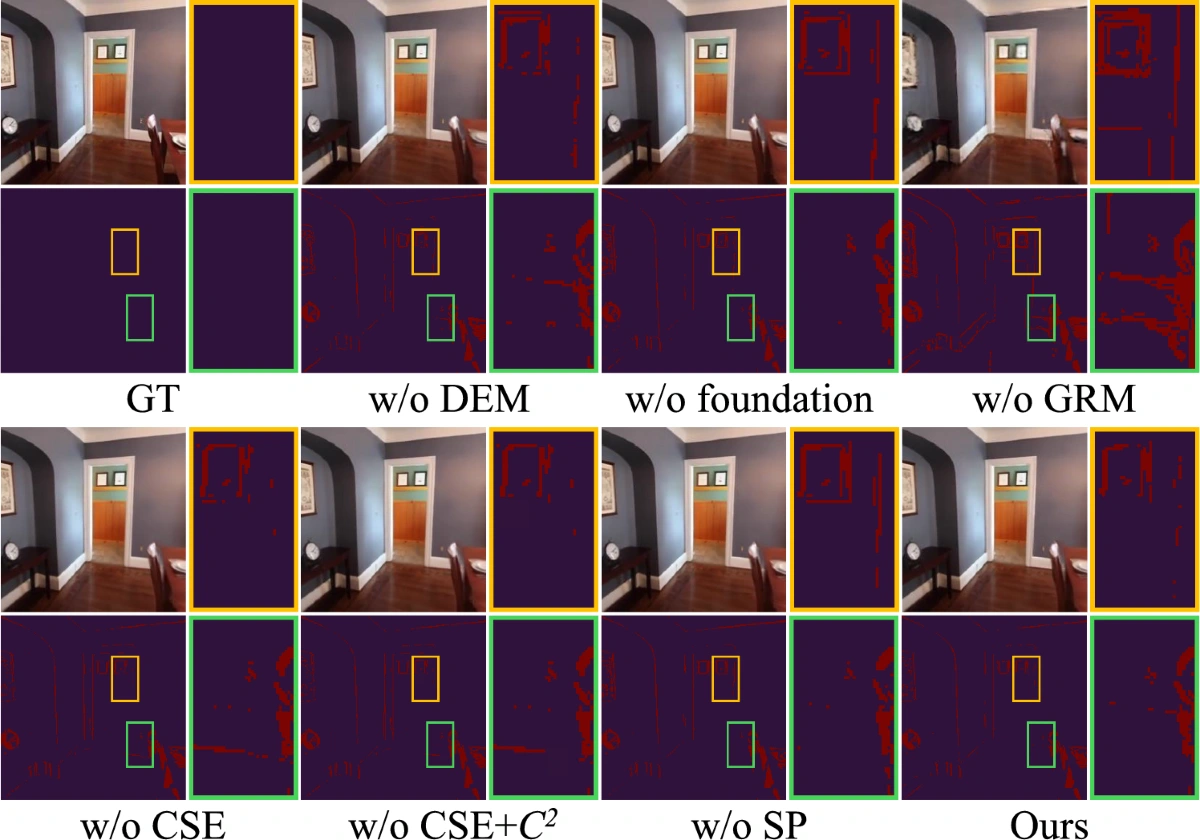 GT
w/o DEM
w/o foundation
w/o GRM
w/o CSE
w/o CSE+C²
w/o SP
Ours